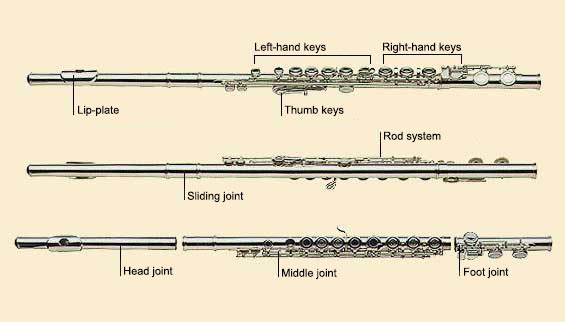 Left-hand keys
Right-hand keys
Lip-plate
Thumb keys
Rod system
Sliding joint
Head joint
Middle joint
Foot joint